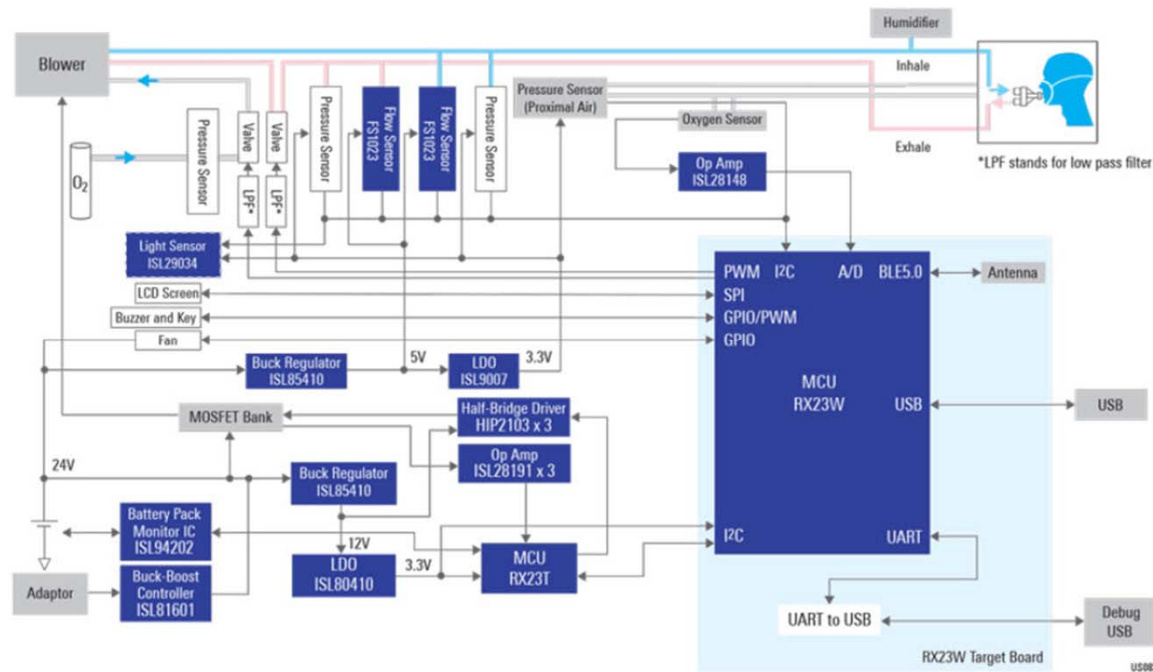 Humidifier
Blower
Inhale
Exhale
Pressure Sensor
(Proximal Air)
Oxygen Sensor
Op Amp
ISL28148
*LPF stands for low pass filter
O2
Pressure Sensor
Valve
LPF*
Valve
LPF*
Pressure Sensor
Flow Sensor
FS1023
Flow Sensor
FS1023
Pressure Sensor
Light Sensor
ISL29034
LCD Screen
Buzzer and Key
Fan
PWM
I²C
A/D
BLE5.0
Antenna
SPI
GPIO/PWM
GPIO
MCU
RX23W
USB
USB
I²C
UART
UART to USB
Debug
USB
RX23W Target Board
Buck Regulator
ISL85410
5V
LDO
ISL9007
3.3V
MOSFET Bank
Half-Bridge Driver
HIP2103 x 3
Op Amp
ISL28191 x 3
24V
Buck Regulator
ISL85410
Battery Pack
Monitor IC
ISL94202
12V
LDO
ISL80410
3.3V
MCU
RX23T
Adaptor
Buck-Boost
Controller
ISL81601